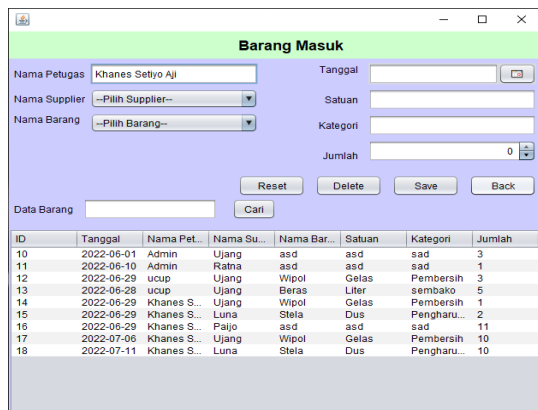 Barang Masuk
Nama Petugas Khanes Setiyo Aji Tanggal
Nama Supplier --Pilih Supplier-- Satuan
Nama Barang --Pilih Barang-- Kategori
Jumlah 0
Reset Delete Save Back
Data Barang Cari
ID Tanggal Nama Pet... Nama Su... Nama Bar... Satuan Kategori Jumlah
10 2022-06-01 Admin Ujang asd asd sad 3
11 2022-06-10 Admin Ratna asd asd sad 1
12 2022-06-29 ucup Ujang Wipol Gelas Pembersih 3
13 2022-06-28 ucup Ujang Beras Liter sembako 5
14 2022-06-29 Khanes S... Ujang Wipol Gelas Pembersih 1
15 2022-06-29 Khanes S... Luna Stela Dus Pengharu... 2
16 2022-06-29 Khanes S... Paijo asd asd sad 11
17 2022-07-06 Khanes S... Ujang Wipol Gelas Pembersih 10
18 2022-07-11 Khanes S... Luna Stela Dus Pengharu... 10